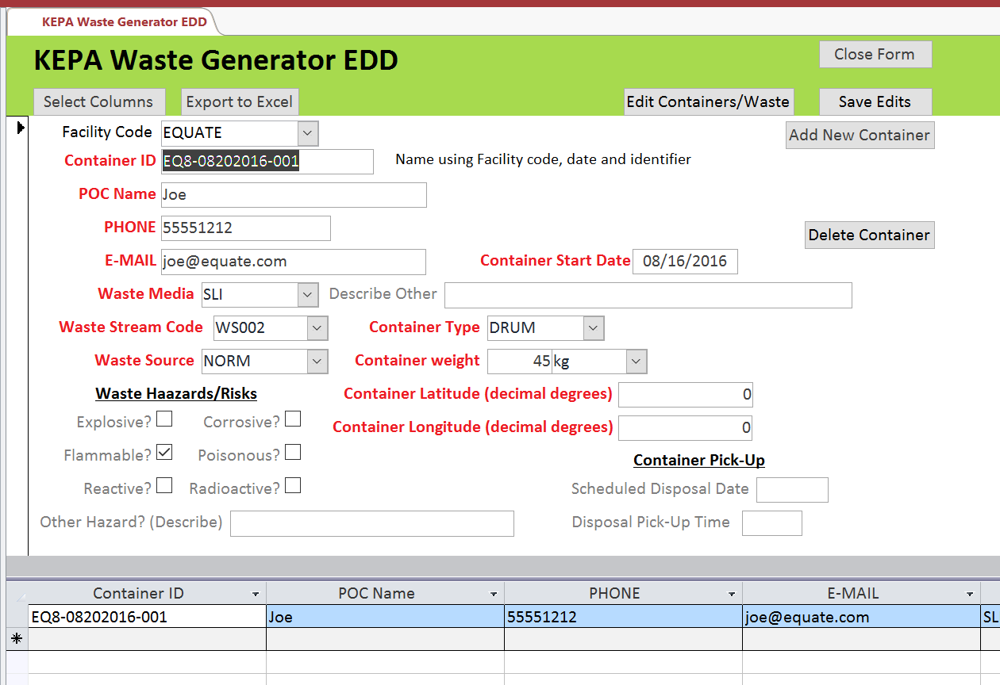 KEPA Waste Generator EDD
KEPA Waste Generator EDD
Close Form
Select Columns Export to Excel Edit Containers/Waste Save Edits
Facility Code EQUATE Add New Container
Container ID EQ8-08202016-001 Name using Facility code, date and identifier
POC Name Joe
PHONE 55551212
Delete Container
E-MAIL joe@equate.com Container Start Date 08/16/2016
Waste Media SLI Describe Other
Waste Stream Code WS002 Container Type DRUM
Waste Source NORM Container weight 45 kg
Waste Haazards/Risks Container Latitude (decimal degrees) 0
Explosive? Corrosive? Container Longitude (decimal degrees) 0
Flammable? Poisonous? Container Pick-Up
Reactive? Radioactive? Scheduled Disposal Date
Other Hazard? (Describe) Disposal Pick-Up Time
Container ID POC Name PHONE E-MAIL
EQ8-08202016-001 Joe 55551212 joe@equate.com SL